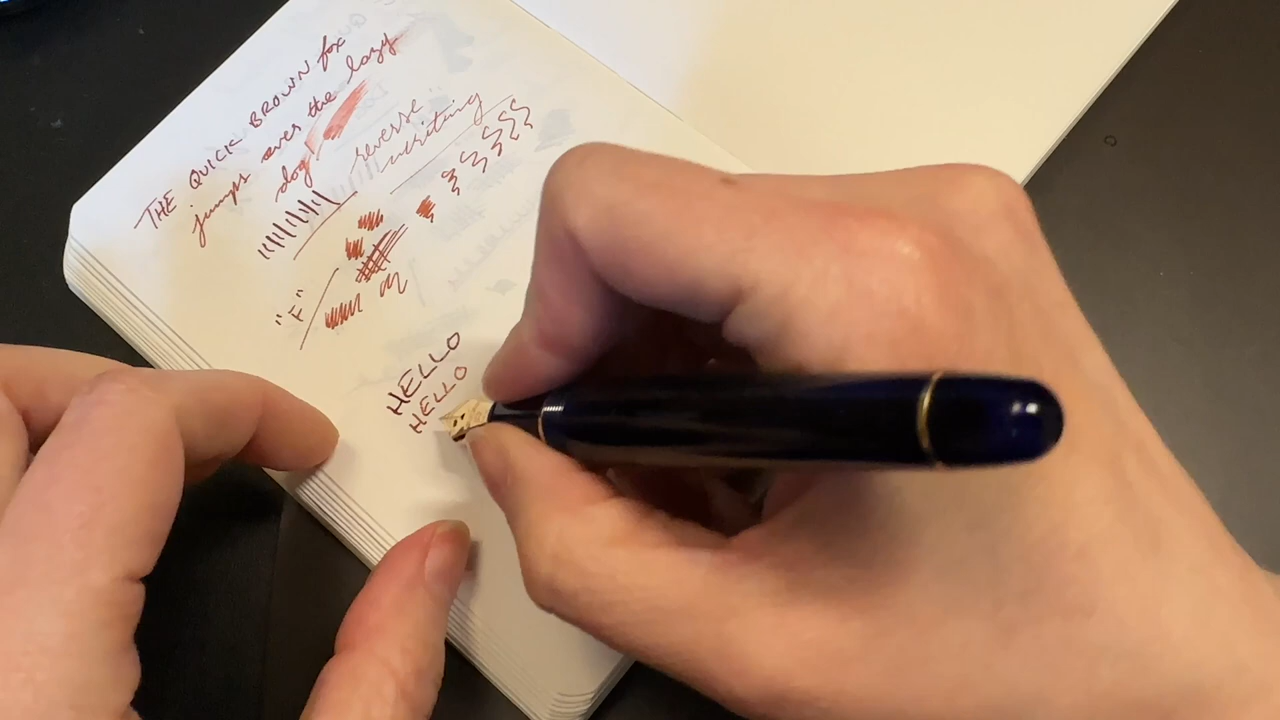 THE QUICK BROWN fox
jumps over the lazy
dog!
"reverse"
writing
"F"
HELLO
HELLO